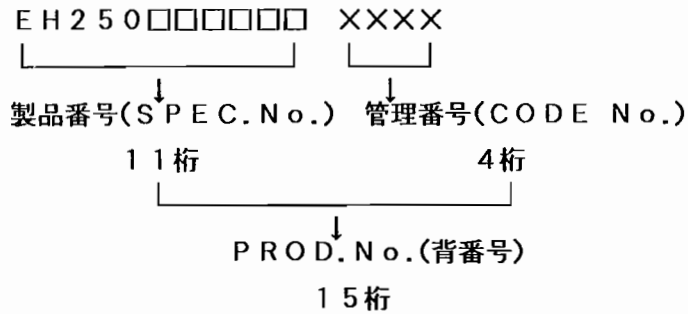 EH250□□□□□□ ××××
製品番号(SPEC.No.) 管理番号(CODE No.)
11桁 4桁
PROD.No.(背番号)
15桁